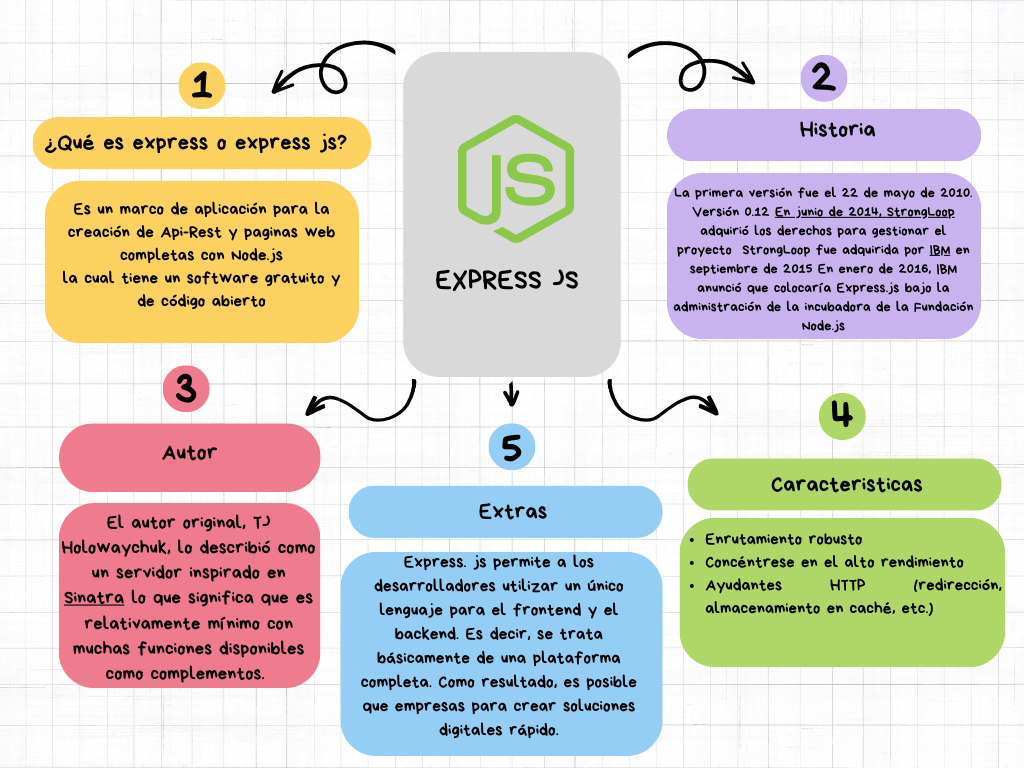 JS
EXPRESS JS
1
¿Qué es express o express js?
Es un marco de aplicación para la
creación de Api-Rest y paginas Web
completas con Node.js
la cual tiene un software gratuito y
de código abierto
2
Historia
La primera versión fue el 22 de mayo de 2010.
Versión 0.12 En junio de 2014, StrongLoop
adquirió los derechos para gestionar el
proyecto StrongLoop fue adquirida por IBM en
septiembre de 2015 En enero de 2016, IBM
anunció que colocaría Express.js bajo la
administración de la incubadora de la Fundación
Node.js
3
Autor
El autor original, TJ
Holowaychuk, lo describió como
un servidor inspirado en
Sinatra lo que significa que es
relativamente mínimo con
muchas funciones disponibles
como complementos.
4
Caracteristicas
• Enrutamiento robusto
• Concéntrese en el alto rendimiento
• Ayudantes HTTP (redirección,
almacenamiento en caché, etc.)
5
Extras
Express. js permite a los
desarrolladores utilizar un único
lenguaje para el frontend y el
backend. Es decir, se trata
básicamente de una plataforma
completa. Como resultado, es posible
que empresas para crear soluciones
digitales rápido.